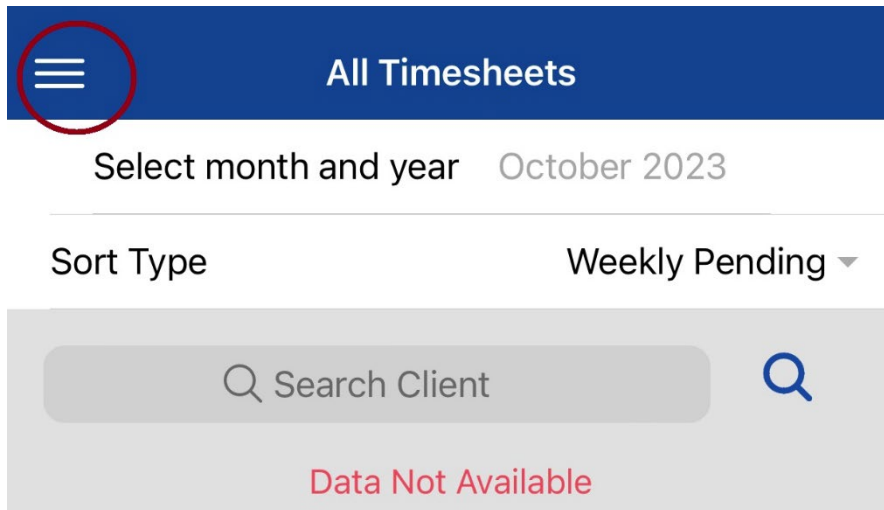 All Timesheets
Select month and year October 2023
Sort Type Weekly Pending
Search Client
Data Not Available